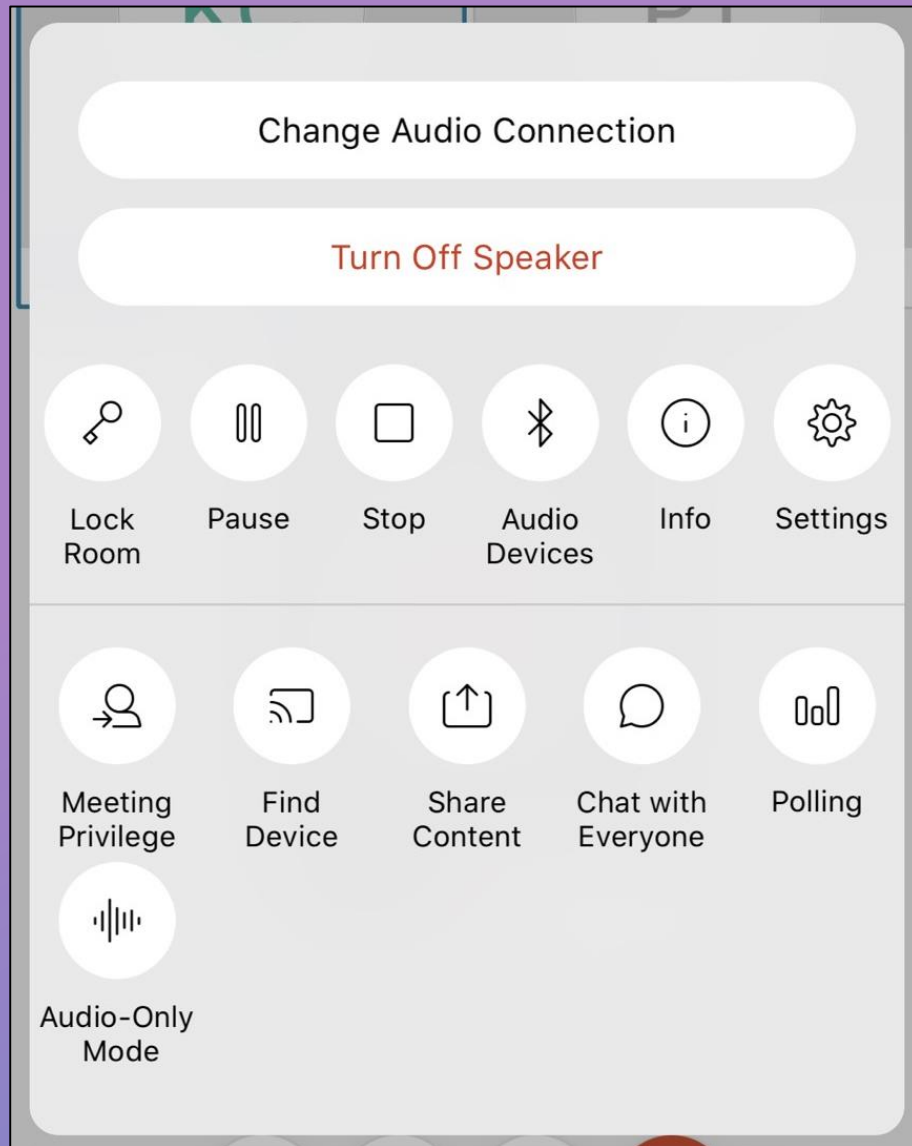 Change Audio Connection
Turn Off Speaker
Lock
Room
Pause
Stop
Audio
Devices
Info
Settings
Meeting
Privilege
Find
Device
Share
Content
Chat with
Everyone
Polling
Audio-Only
Mode